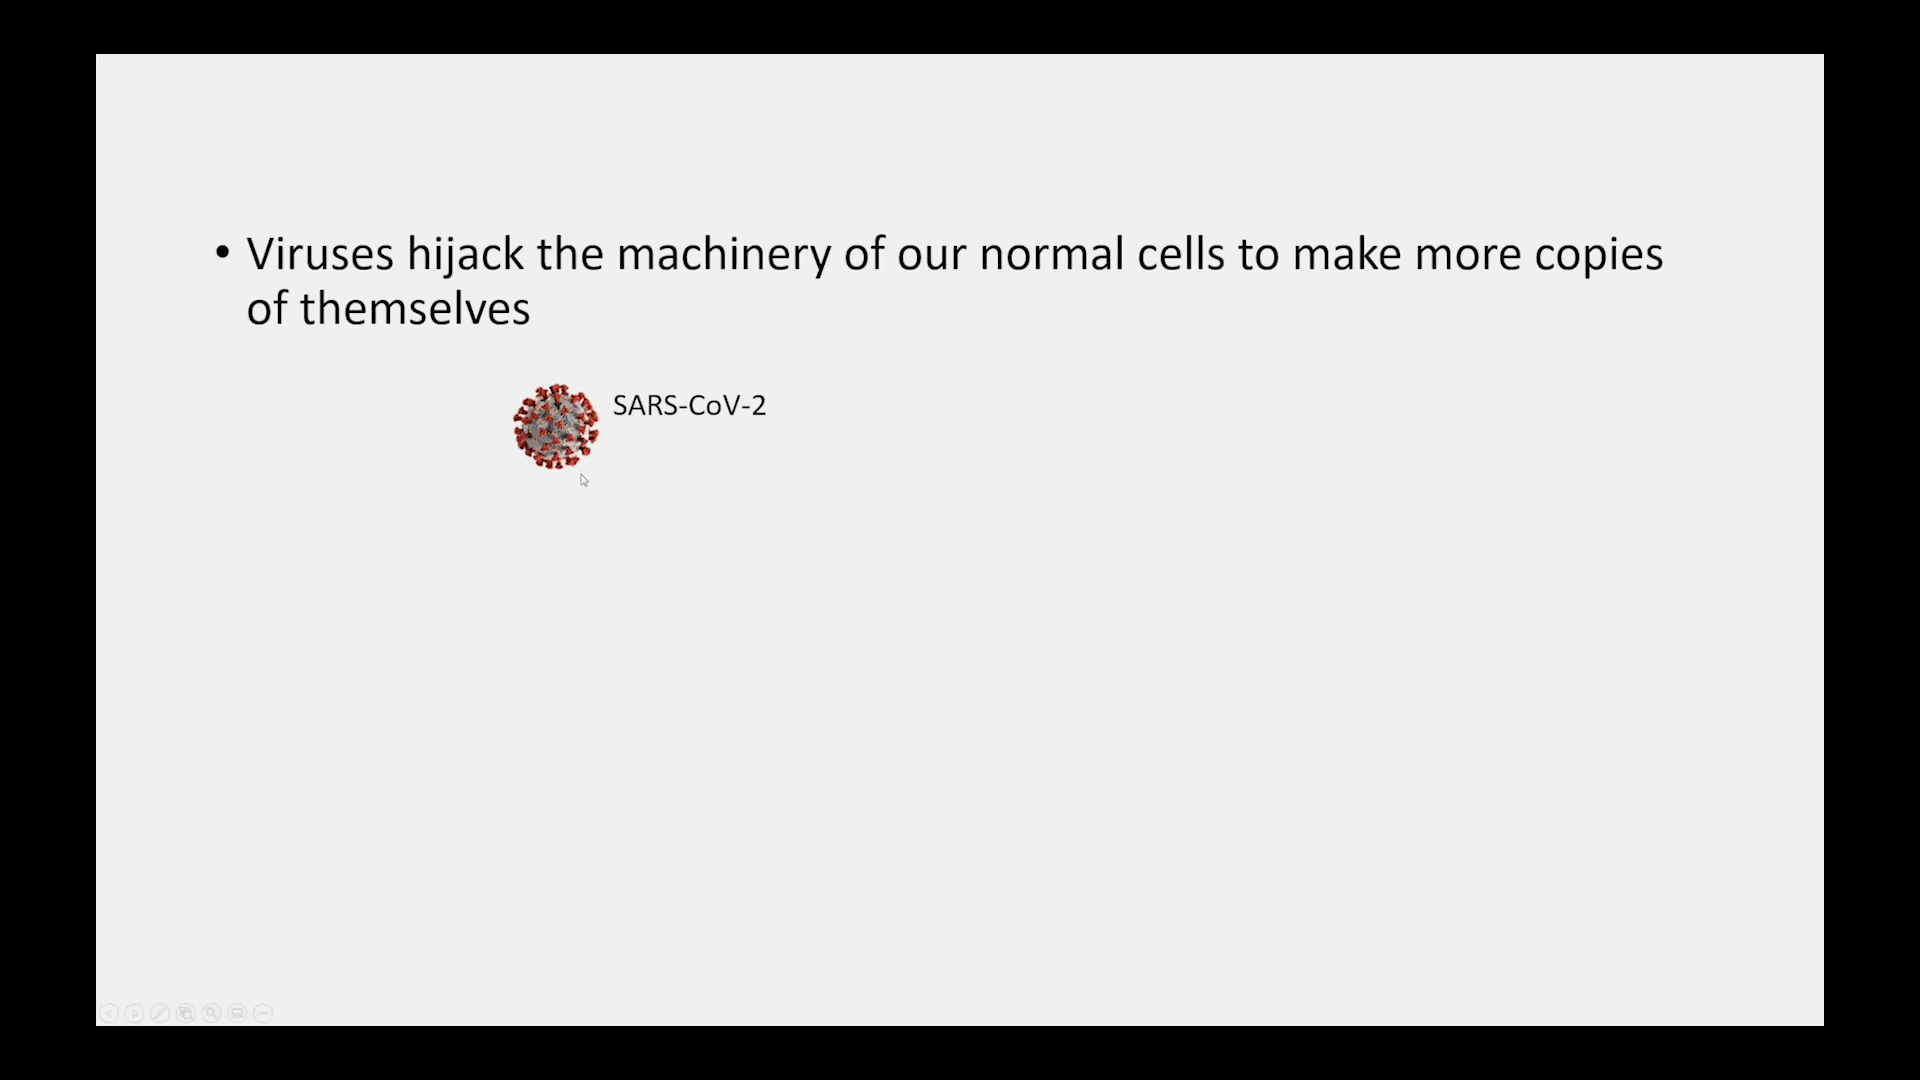 • Viruses hijack the machinery of our normal cells to make more copies
of themselves
SARS-CoV-2